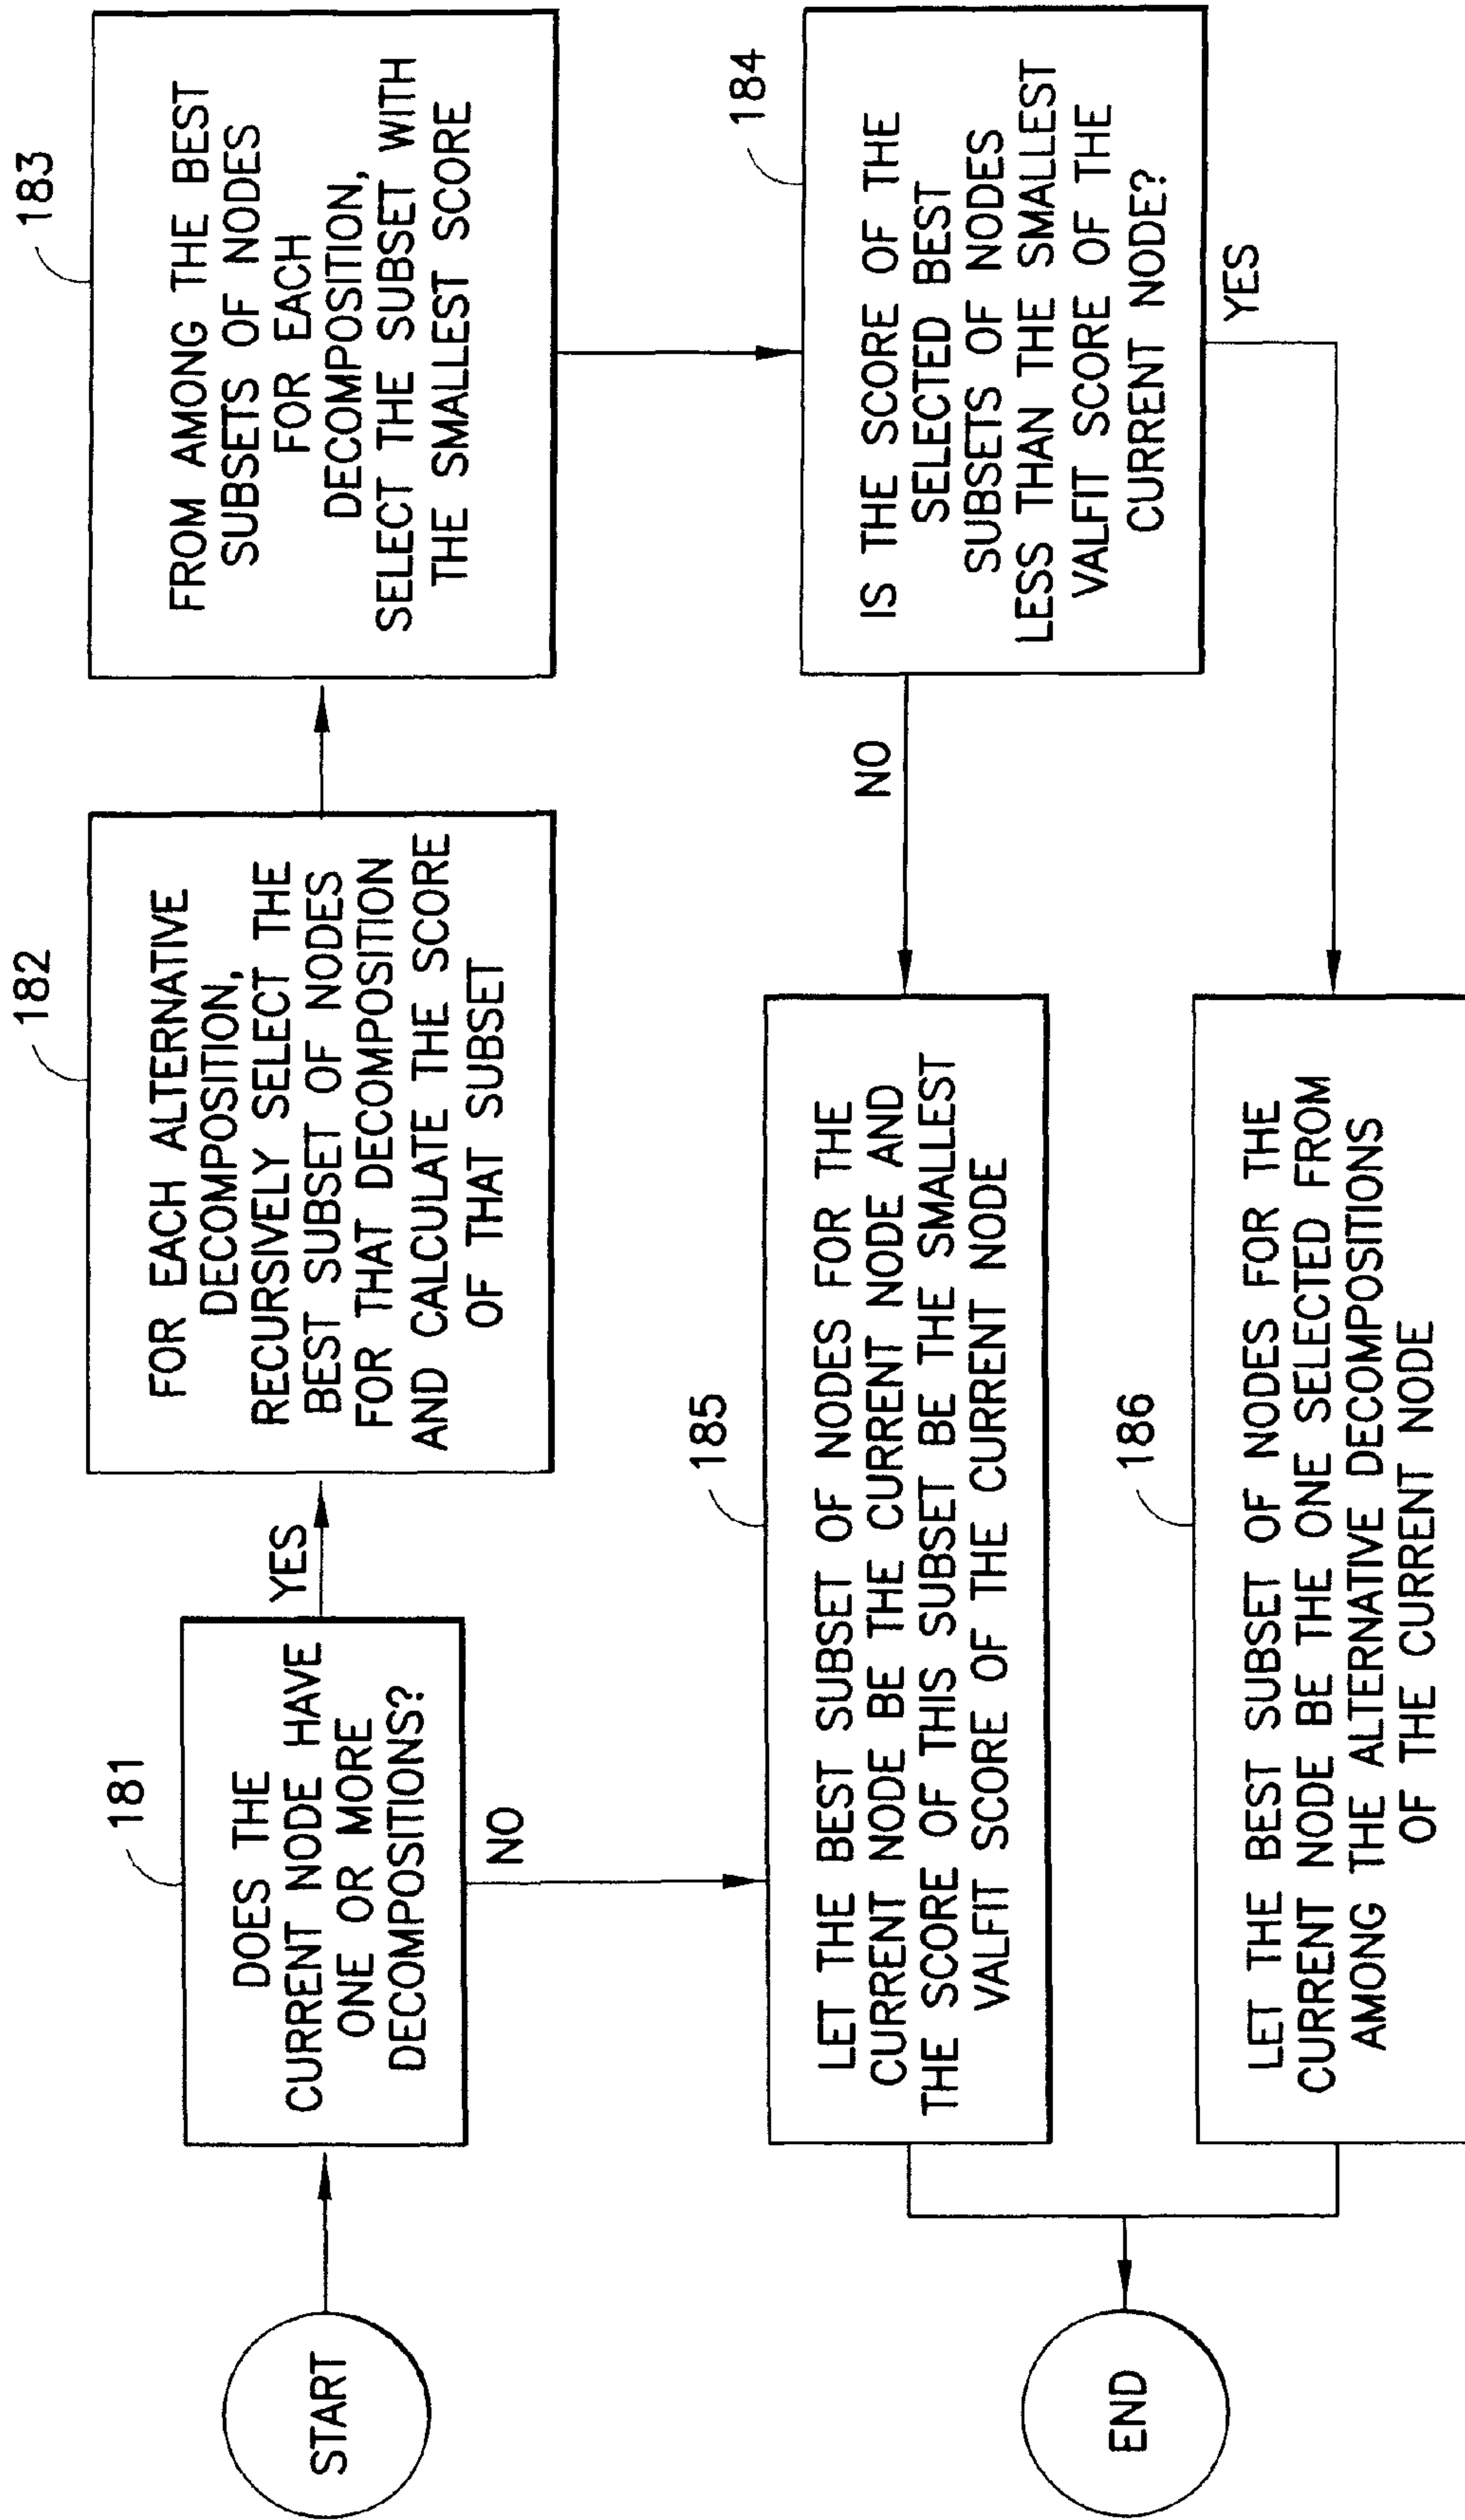 START
181
DOES THE
CURRENT NODE HAVE
ONE OR MORE
DECOMPOSITIONS?
YES
NO
182
FOR EACH ALTERNATIVE
DECOMPOSITION,
RECURSIVELY SELECT THE
BEST SUBSET OF NODES
FOR THAT DECOMPOSITION
AND CALCULATE THE SCORE
OF THAT SUBSET
183
FROM AMONG THE BEST
SUBSETS OF NODES
FOR EACH
DECOMPOSITION,
SELECT THE SUBSET WITH
THE SMALLEST SCORE
184
IS THE SCORE OF THE
SELECTED BEST
SUBSETS OF NODES
LESS THAN THE SMALLEST
VALFIT SCORE OF THE
CURRENT NODE?
NO
YES
185
LET THE BEST SUBSET OF NODES FOR THE
CURRENT NODE BE THE CURRENT NODE AND
THE SCORE OF THIS SUBSET BE THE SMALLEST
VALFIT SCORE OF THE CURRENT NODE
186
LET THE BEST SUBSET OF NODES FOR THE
CURRENT NODE BE THE ONE SELECTED FROM
AMONG THE ALTERNATIVE DECOMPOSITIONS
OF THE CURRENT NODE
END